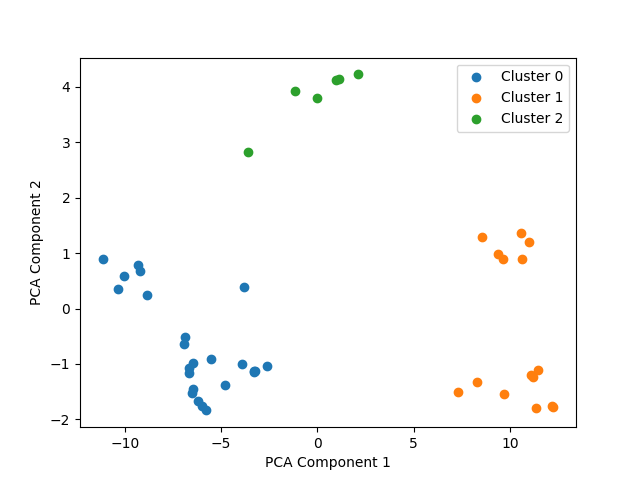 Cluster 0
Cluster 1
Cluster 2
4
3
2
1
0
−1
−2
PCA Component 2
−10
−5
0
5
10
PCA Component 1